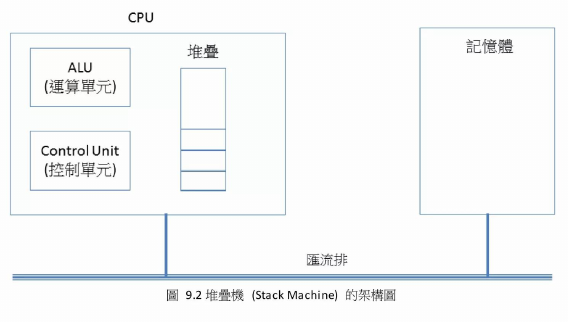 CPU
ALU
(運算單元)
Control Unit
(控制單元)
堆疊
記憶體
匯流排
圖 9.2 堆疊機 (Stack Machine) 的架構圖